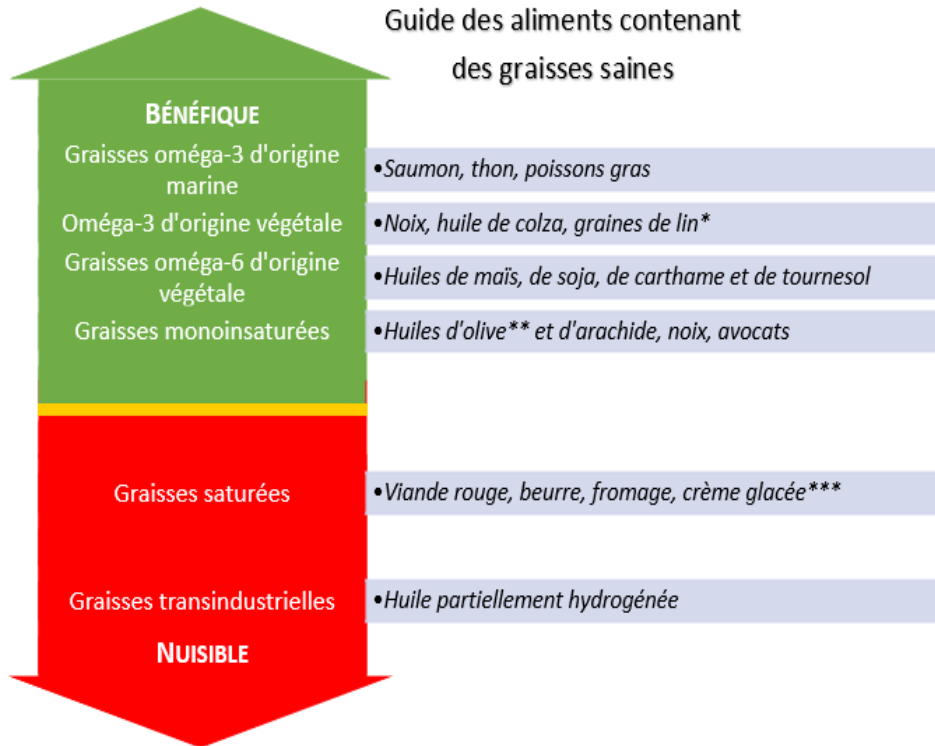 Guide des aliments contenant
des graisses saines
BÉNÉFIQUE
Graisses oméga-3 d'origine
marine
•Saumon, thon, poissons gras
Oméga-3 d'origine végétale
•Noix, huile de colza, graines de lin*
Graisses oméga-6 d'origine
végétale
•Huiles de maïs, de soja, de carthame et de tournesol
Graisses monoinsaturées
•Huiles d'olive** et d'arachide, noix, avocats
Graisses saturées
•Viande rouge, beurre, fromage, crème glacée***
Graisses transindustrielles
•Huile partiellement hydrogénée
NUISIBLE